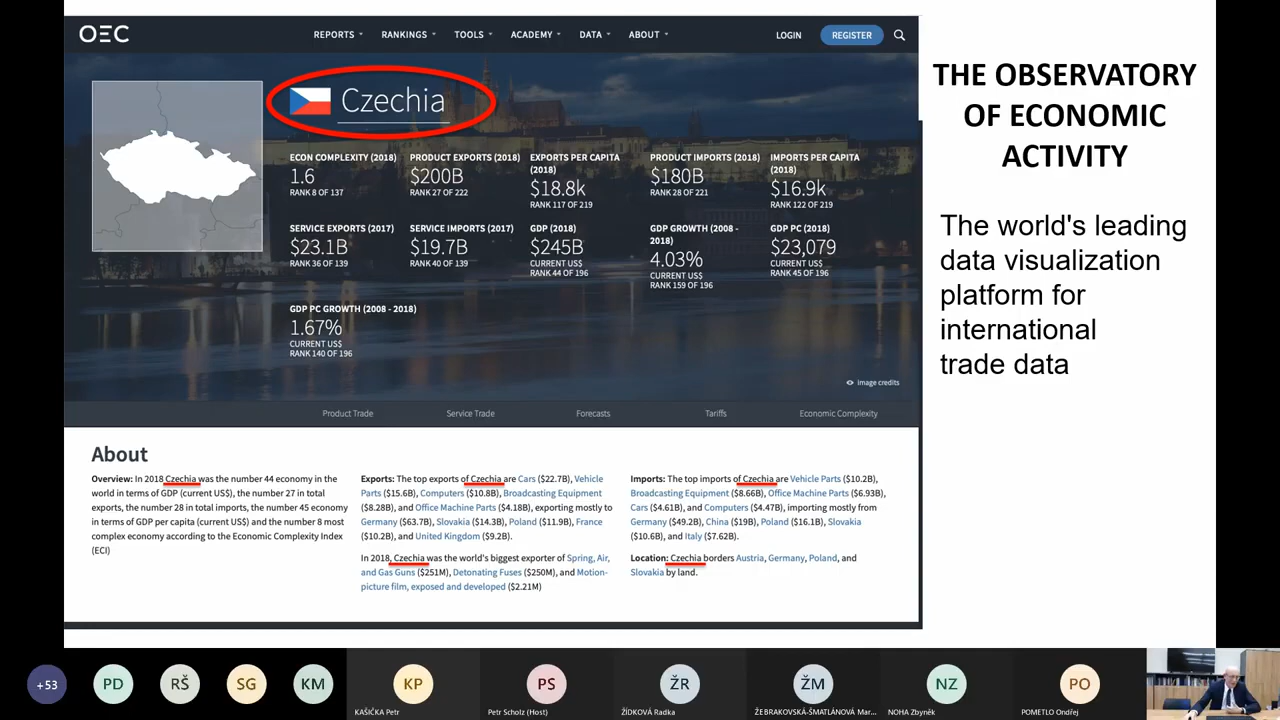 OEC
REPORTS
RANKINGS
TOOLS
ACADEMY
DATA
ABOUT
LOGIN
REGISTER
Czechia
ECON COMPLEXITY (2018)
1.6
RANK 8 OF 137
PRODUCT EXPORTS (2018)
$200B
RANK 27 OF 222
EXPORTS PER CAPITA
(2018)
$18.8k
RANK 117 OF 219
PRODUCT IMPORTS (2018)
$180B
RANK 28 OF 221
IMPORTS PER CAPITA
(2018)
$16.9k
RANK 122 OF 219
SERVICE EXPORTS (2017)
$23.1B
RANK 36 OF 139
SERVICE IMPORTS (2017)
$19.7B
RANK 40 OF 139
GDP (2018)
$245B
CURRENT US$
RANK 44 OF 196
GDP GROWTH (2008 -
2018)
4.03%
CURRENT US$
RANK 159 OF 196
GDP PC (2018)
$23,079
CURRENT US$
RANK 45 OF 196
GDP PC GROWTH (2008 - 2018)
1.67%
CURRENT US$
RANK 140 OF 196
Image credits
Product Trade
Service Trade
Forecasts
Tariffs
Economic Complexity
About
Overview: In 2018 Czechia was the number 44 economy in the
world in terms of GDP (current US$), the number 27 in total
exports, the number 28 in total imports, the number 45 economy
in terms of GDP per capita (current US$) and the number 8 most
complex economy according to the Economic Complexity Index
(ECI)
Exports: The top exports of Czechia are Cars ($22.7B), Vehicle
Parts ($15.6B), Computers ($10.8B), Broadcasting Equipment
($8.28B), and Office Machine Parts ($4.18B), exporting mostly to
Germany ($63.7B), Slovakia ($14.3B), Poland ($11.9B), France
($10.2B), and United Kingdom ($9.2B).
In 2018, Czechia was the world's biggest exporter of Spring, Air,
and Gas Guns ($251M), Detonating Fuses ($250M), and Motion-
picture film, exposed and developed ($2.21M)
Imports: The top imports of Czechia are Vehicle Parts ($10.2B),
Broadcasting Equipment ($8.66B), Office Machine Parts ($6.93B),
Cars ($4.61B), and Computers ($4.47B), importing mostly from
Germany ($49.2B), China ($19B), Poland ($16.1B), Slovakia
($10.6B), and Italy ($7.62B).
Location: Czechia borders Austria, Germany, Poland, and
Slovakia by land.
THE OBSERVATORY
OF ECONOMIC
ACTIVITY
The world's leading
data visualization
platform for
international
trade data
+53
PD
RŠ
SG
KM
KP
KAŠIČKA Petr
PS
Petr Scholz (Host)
ŽR
ŽÍDKOVÁ Radka
ŽM
ŽEBRAKOVSKÁ-ŠMATLÁNOVÁ Mar...
NZ
NOHA Zbyněk
PO
POMETLO Ondřej